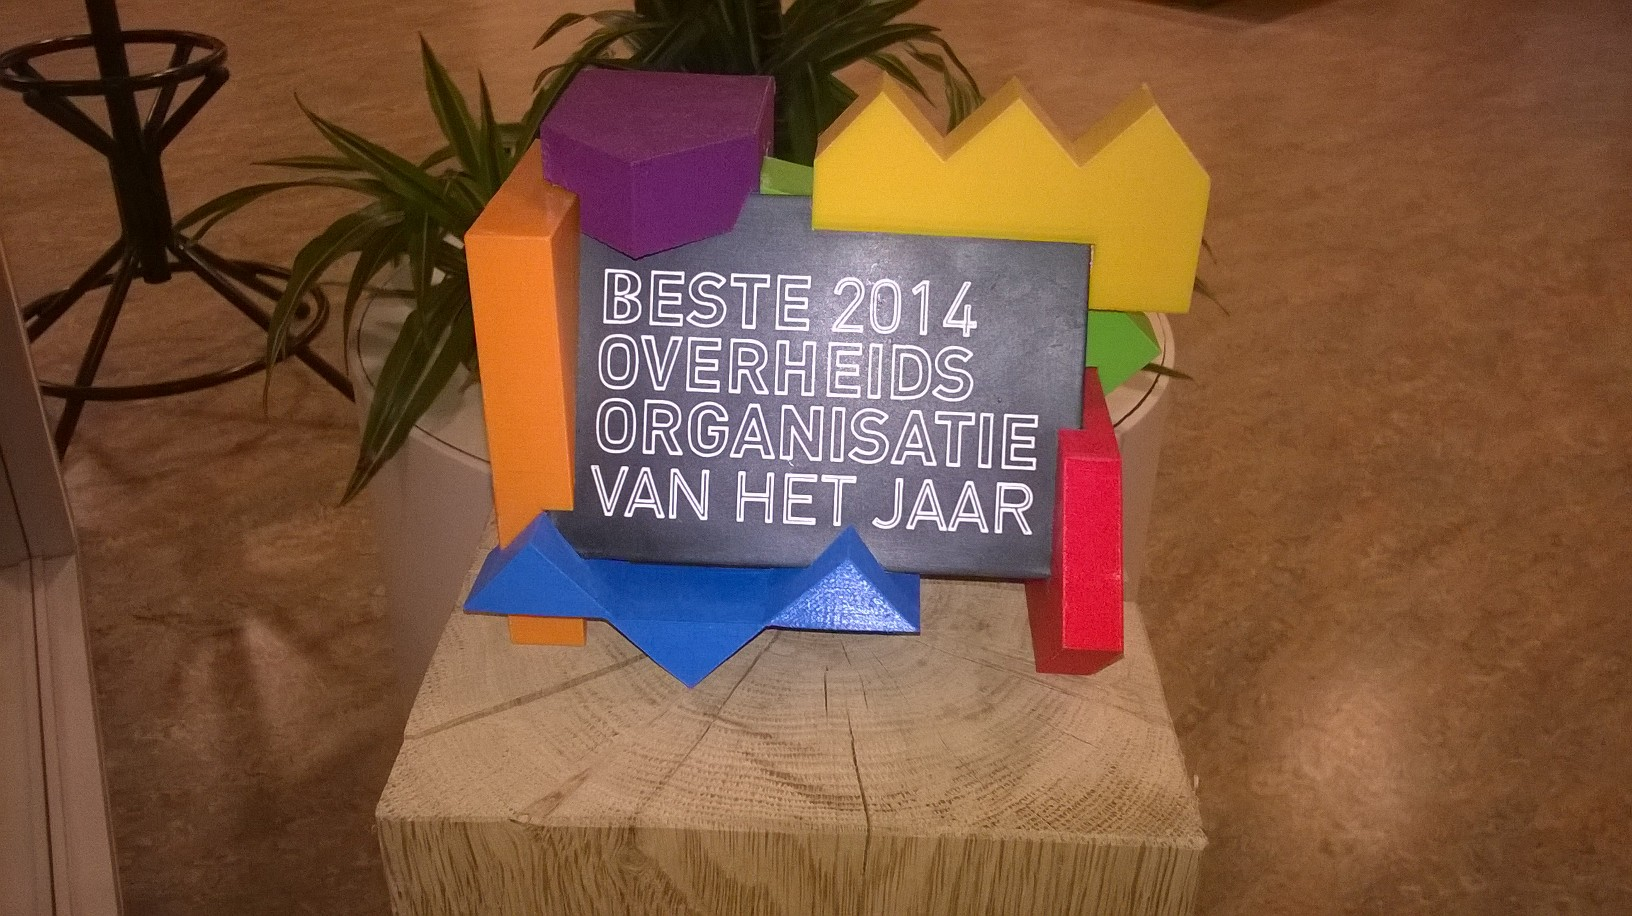 BESTE 2014
OVERHEIDS
ORGANISATIE
VAN HET JAAR